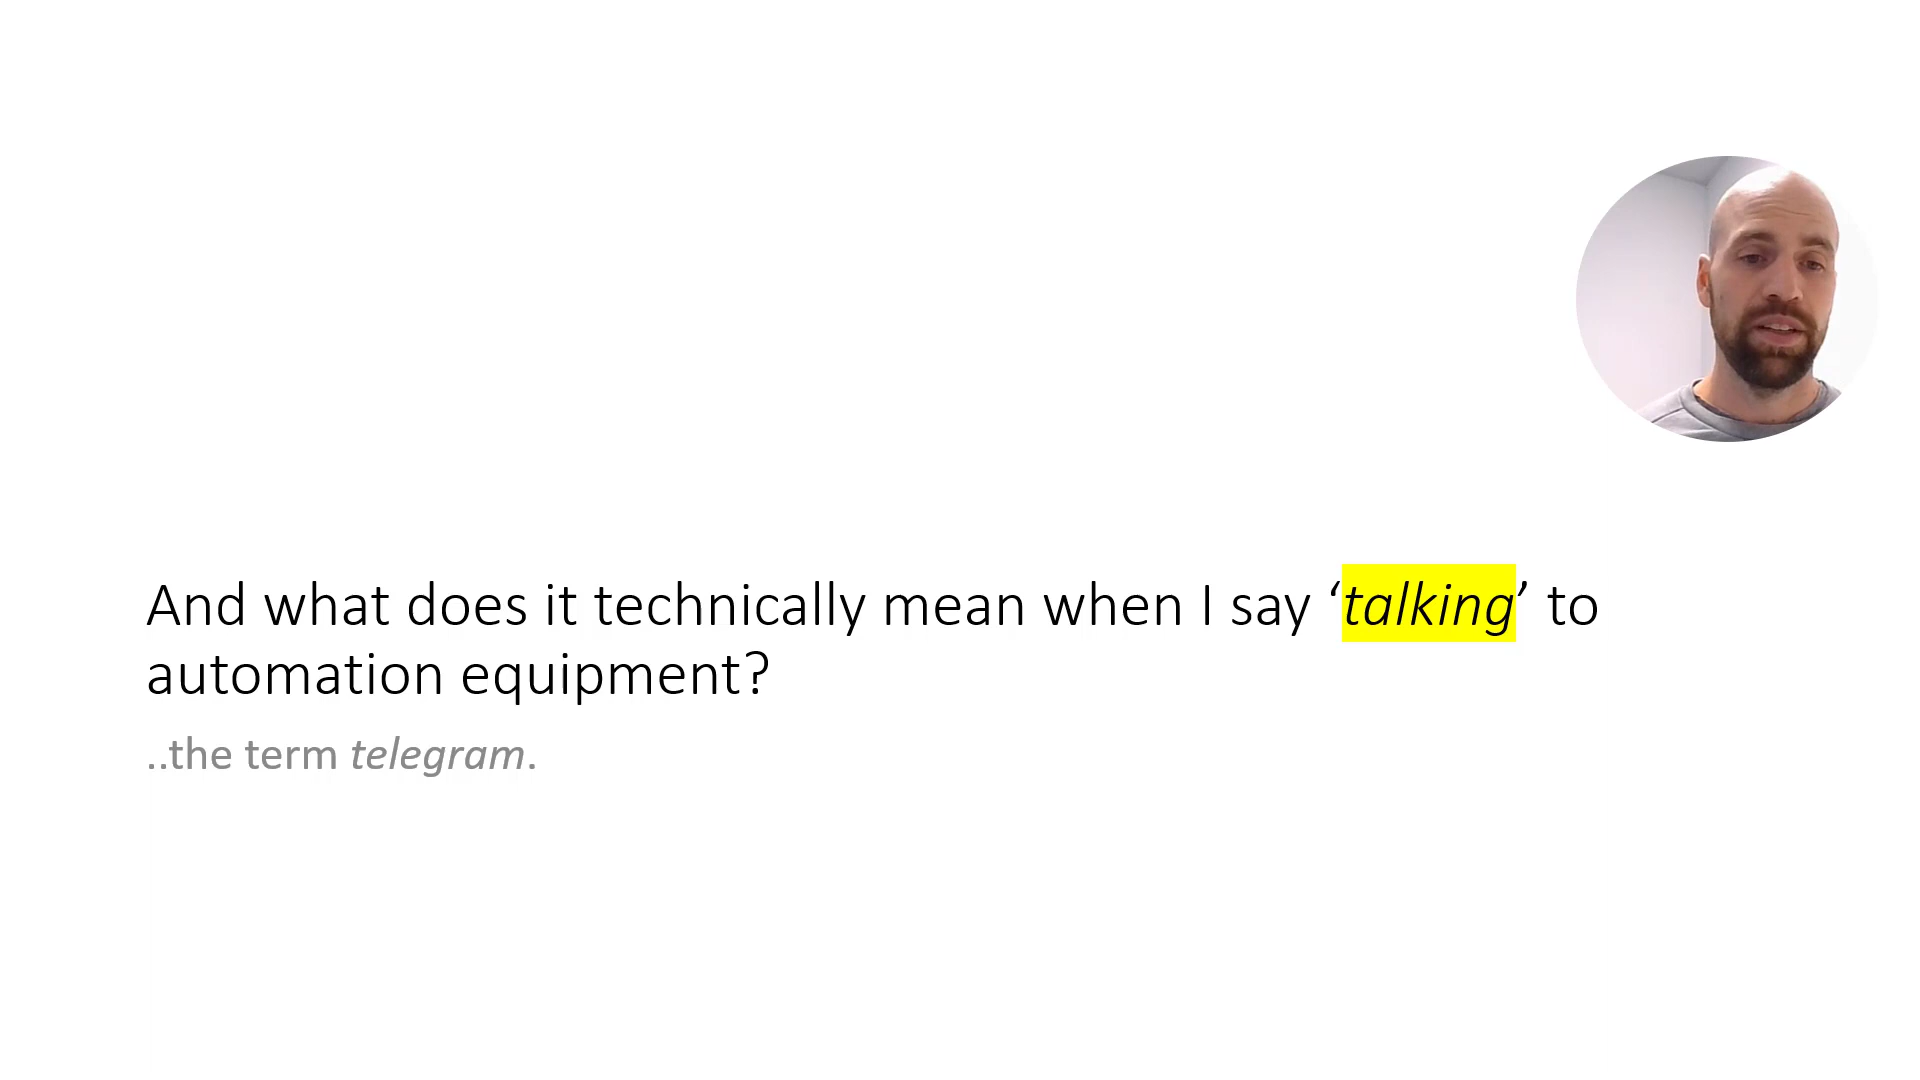 And what does it technically mean when I say ‘talking’ to
automation equipment?
..the term telegram.